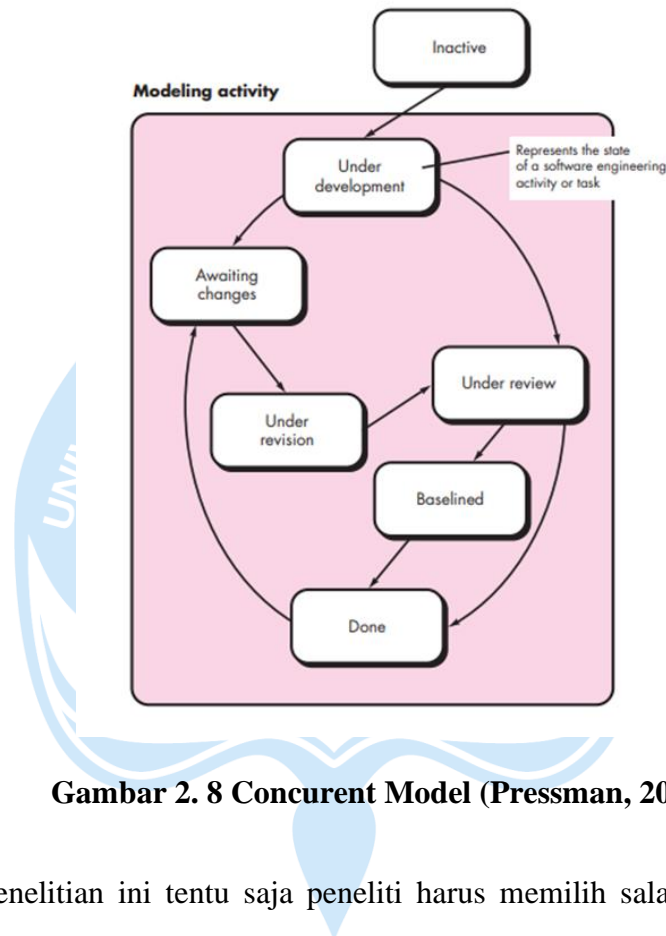 Inactive
Modeling activity
Represents the state
of a software engineering
activity or task
Under
development
Awaiting
changes
Under review
Under
revision
Baselined
Done
Gambar 2. 8 Concurent Model (Pressman, 20
enelitian ini tentu saja peneliti harus memilih sala